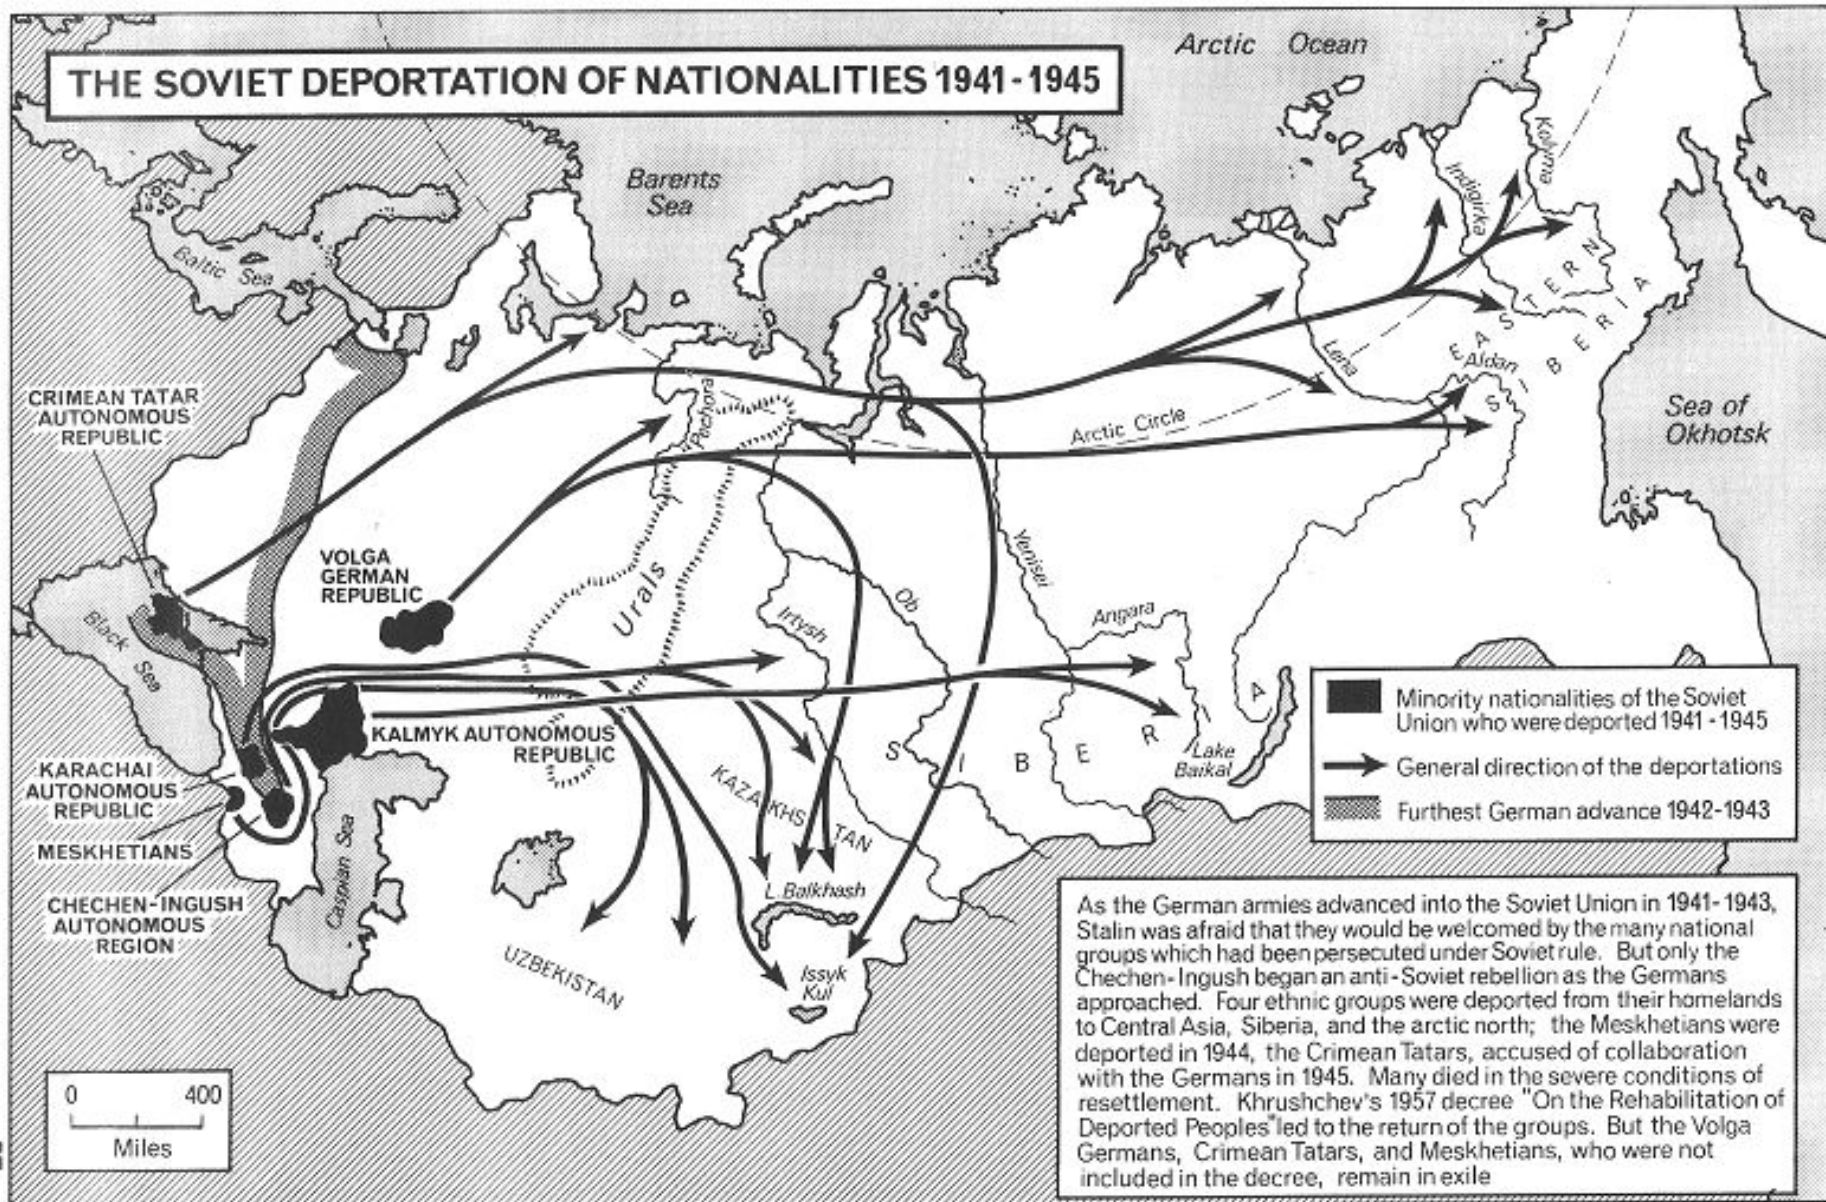 THE SOVIET DEPORTATION OF NATIONALITIES 1941-1945
Arctic Ocean
Barents
Sea
Baltic Sea
Kolyma
Indigirke
EASTERN
SIBERIA
Lena
Aldan
Sea of
Okhotsk
Arctic Circle
Pechora
CRIMEAN TATAR
AUTONOMOUS
REPUBLIC
VOLGA
GERMAN
REPUBLIC
Urals
Black Sea
Irtysh
Ob
Yenisei
Angara
SIBERIA
Lake
Baikal
KALMYK AUTONOMOUS
REPUBLIC
KARACHAI
AUTONOMOUS
REPUBLIC
MESKHETIANS
CHECHEN-INGUSH
AUTONOMOUS
REGION
Caspian Sea
KAZAKHSTAN
L. Balkhash
UZBEKISTAN
Issyk
Kul
Minority nationalities of the Soviet
Union who were deported 1941-1945
General direction of the deportations
Furthest German advance 1942-1943
As the German armies advanced into the Soviet Union in 1941-1943,
Stalin was afraid that they would be welcomed by the many national
groups which had been persecuted under Soviet rule. But only the
Chechen-Ingush began an anti-Soviet rebellion as the Germans
approached. Four ethnic groups were deported from their homelands
to Central Asia, Siberia, and the arctic north; the Meskhetians were
deported in 1944, the Crimean Tatars, accused of collaboration
with the Germans in 1945. Many died in the severe conditions of
resettlement. Khrushchev's 1957 decree "On the Rehabilitation of
Deported Peoples" led to the return of the groups. But the Volga
Germans, Crimean Tatars, and Meskhetians, who were not
included in the decree, remain in exile
0 400
Miles